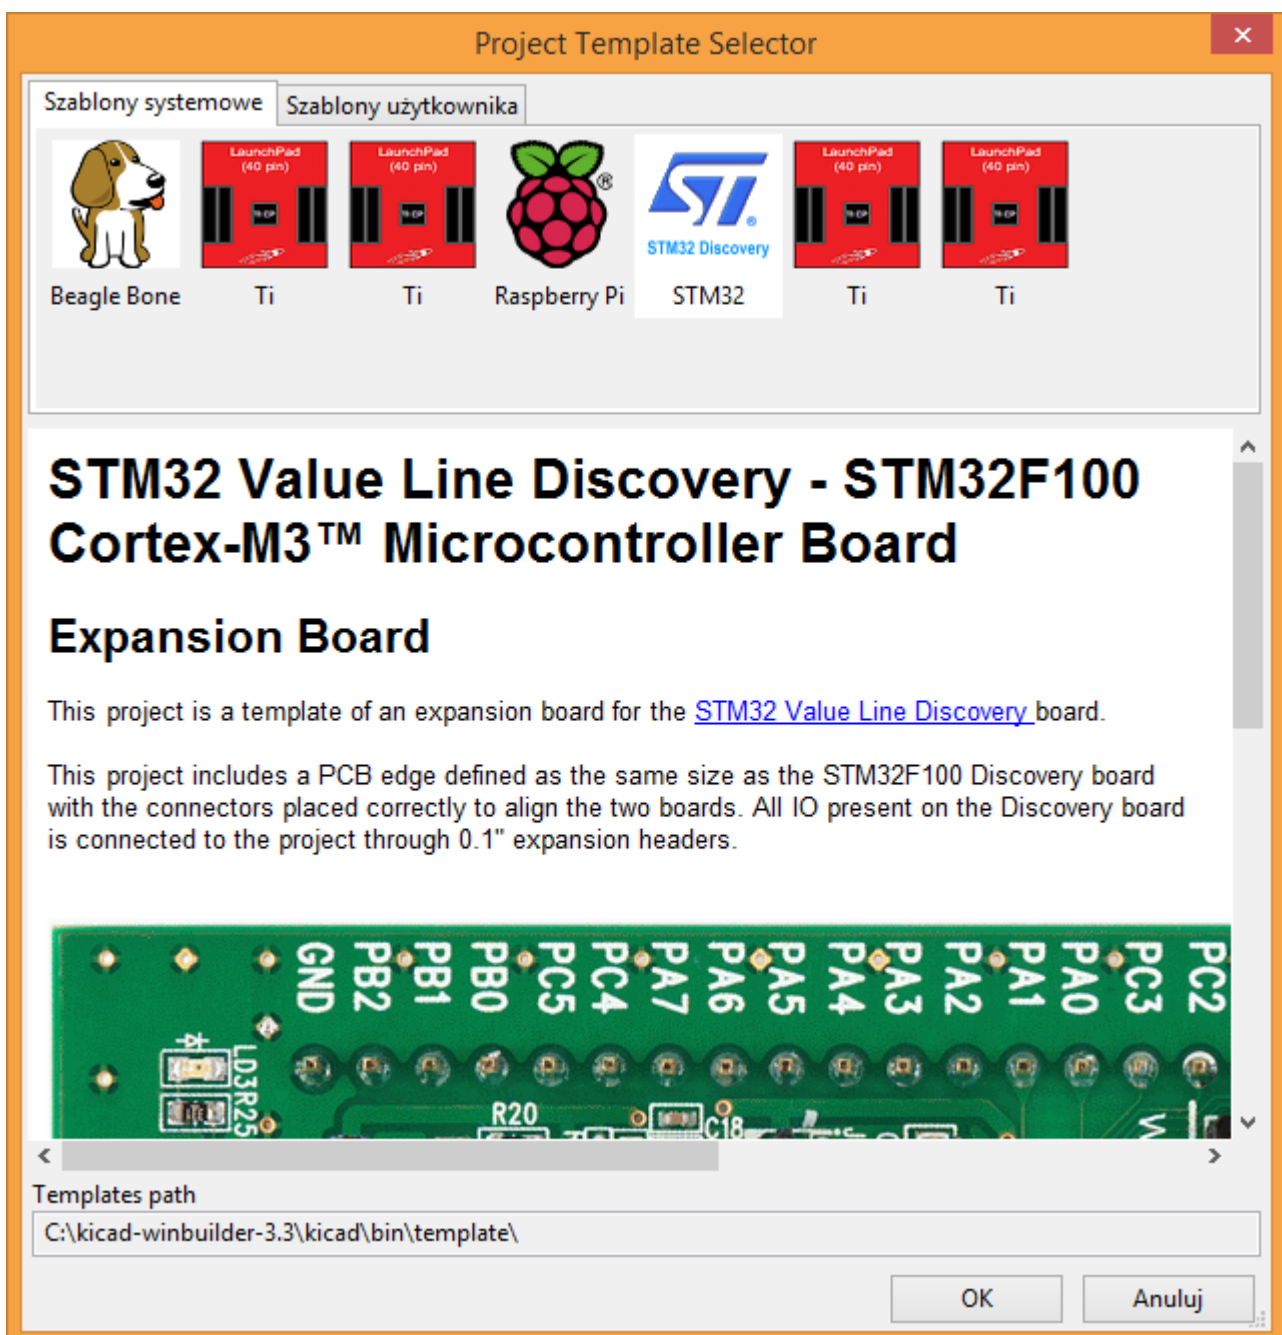 Project Template Selector
Szablony systemowe
Szablony użytkownika
LaunchPad
(40 pin)
LaunchPad
(40 pin)
®
STM32 Discovery
LaunchPad
(40 pin)
LaunchPad
(40 pin)
Beagle Bone
Ti
Ti
Raspberry Pi
STM32
Ti
Ti
STM32 Value Line Discovery - STM32F100
Cortex-M3™ Microcontroller Board
Expansion Board
This project is a template of an expansion board for the STM32 Value Line Discovery board.
This project includes a PCB edge defined as the same size as the STM32F100 Discovery board
with the connectors placed correctly to align the two boards. All IO present on the Discovery board
is connected to the project through 0.1" expansion headers.
GND PB2 PB1 PB0 PC5 PC4 PA7 PA6 PA5 PA4 PA3 PA2 PA1 PA0 PC3 PC2
LD3 R25
R20
C18
Templates path
C:\kicad-winbuilder-3.3\kicad\bin\template\
OK
Anuluj